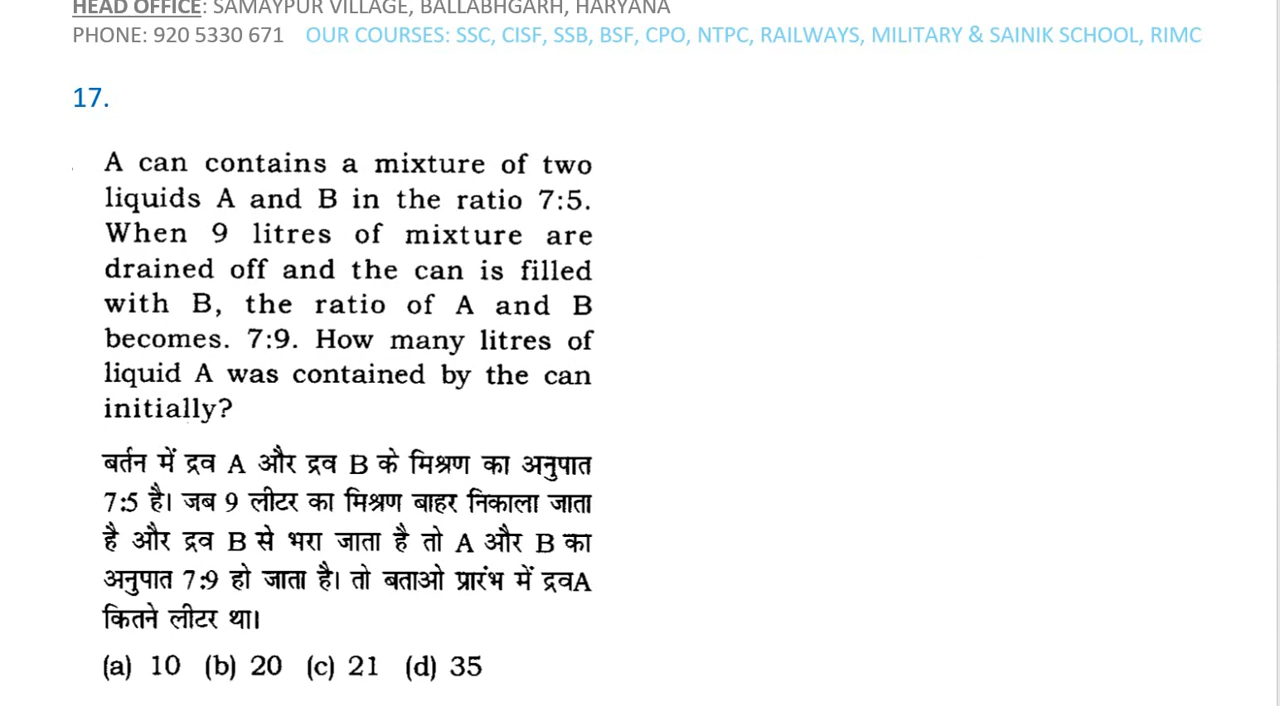 HEAD OFFICE: SAMAYPUR VILLAGE, BALLABHGARH, HARYANA
PHONE: 920 5330 671 OUR COURSES: SSC, CISF, SSB, BSF, CPO, NTPC, RAILWAYS, MILITARY & SAINIK SCHOOL, RIMC
17.
A can contains a mixture of two
liquids A and B in the ratio 7:5.
When 9 litres of mixture are
drained off and the can is filled
with B, the ratio of A and B
becomes. 7:9. How many litres of
liquid A was contained by the can
initially?
बर्तन में द्रव A और द्रव B के मिश्रण का अनुपात
7:5 है। जब 9 लीटर का मिश्रण बाहर निकाला जाता
है और द्रव B से भरा जाता है तो A और B का
अनुपात 7:9 हो जाता है। तो बताओ प्रारंभ में द्रवA
कितने लीटर था।
(a) 10 (b) 20 (c) 21 (d) 35